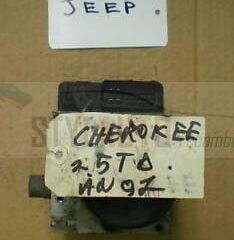 JEEP
CHEROKEE
2.5TD.
AÑO 97